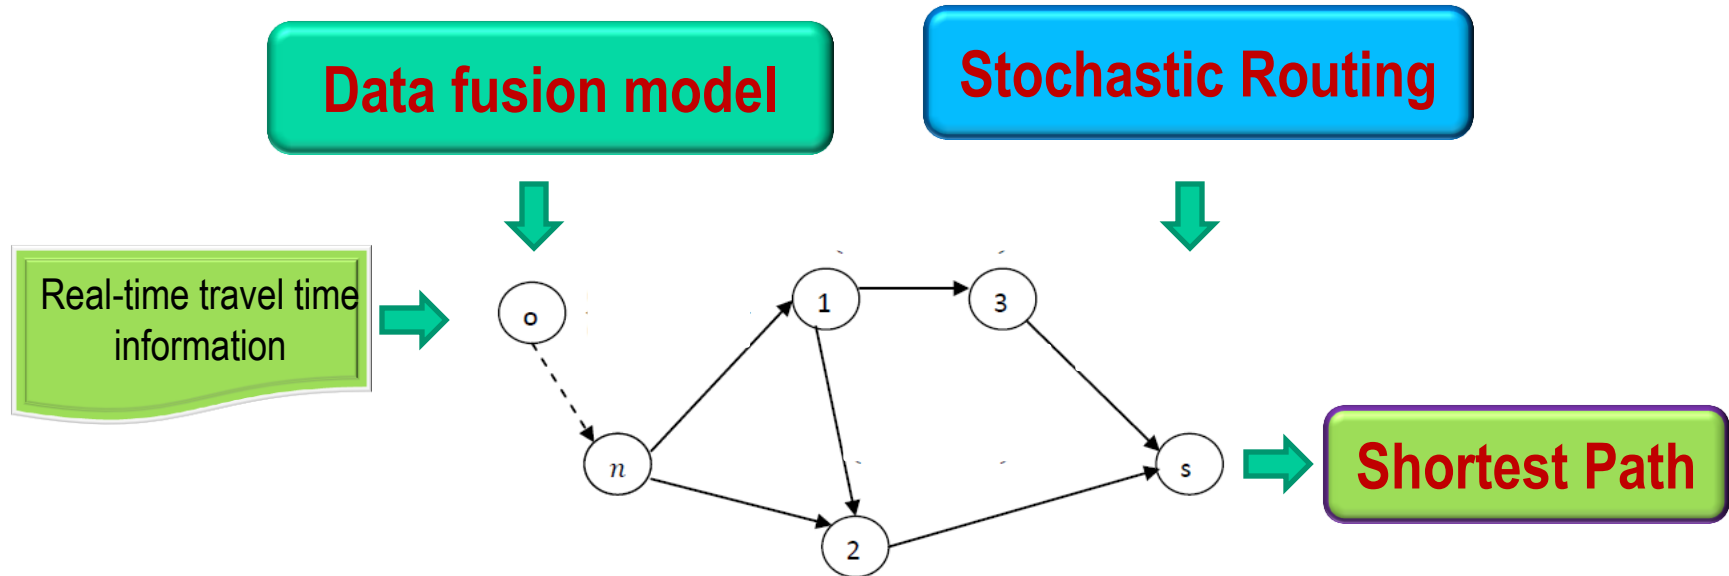 Data fusion model
Stochastic Routing
Real-time travel time
information
o
1
3
n
s
2
Shortest Path